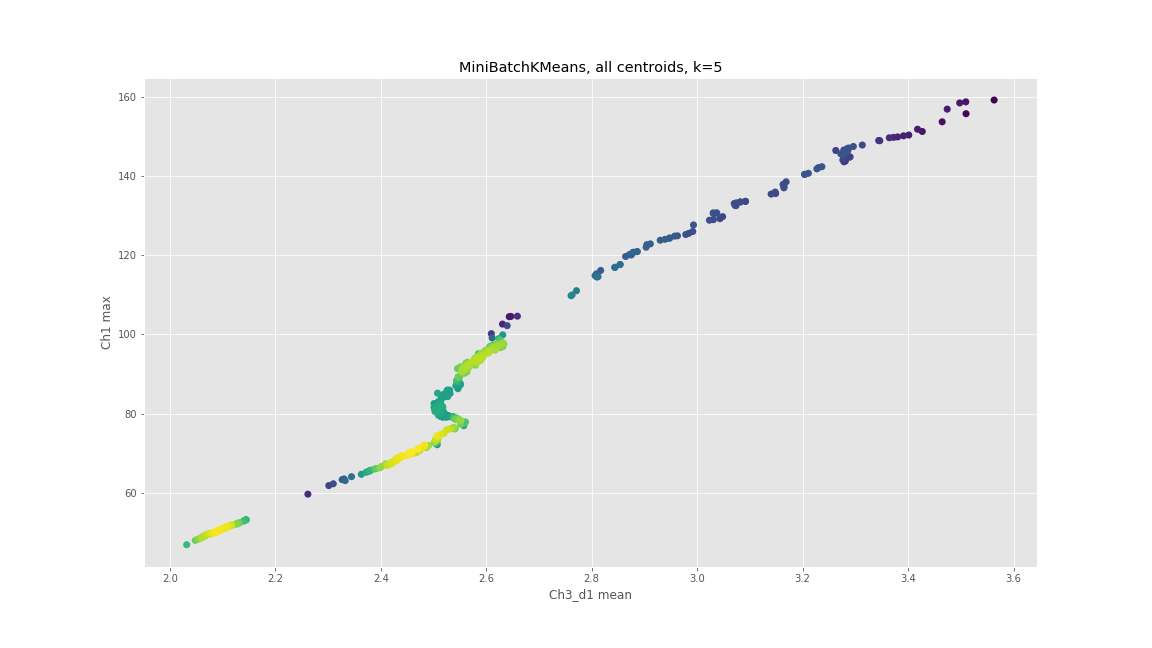 MiniBatchKMeans, all centroids, k=5
160
140
120
100
80
60
Ch1 max
2.0 2.2 2.4 2.6 2.8 3.0 3.2 3.4 3.6
Ch3_d1 mean